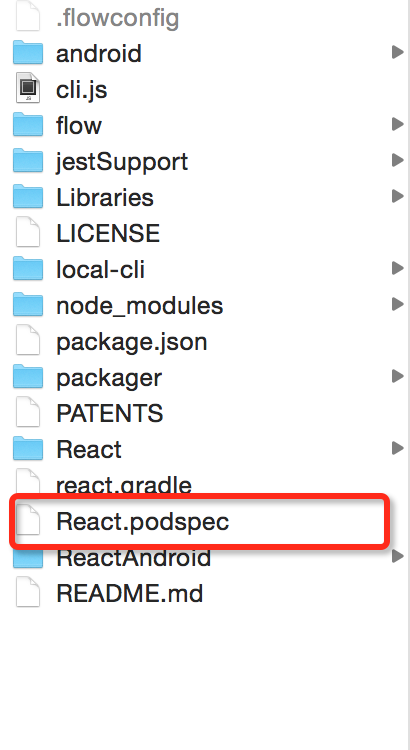 .flowconfig
android
cli.js
flow
jestSupport
Libraries
LICENSE
local-cli
node_modules
package.json
packager
PATENTS
React
react.gradle
React.podspec
ReactAndroid
README.md